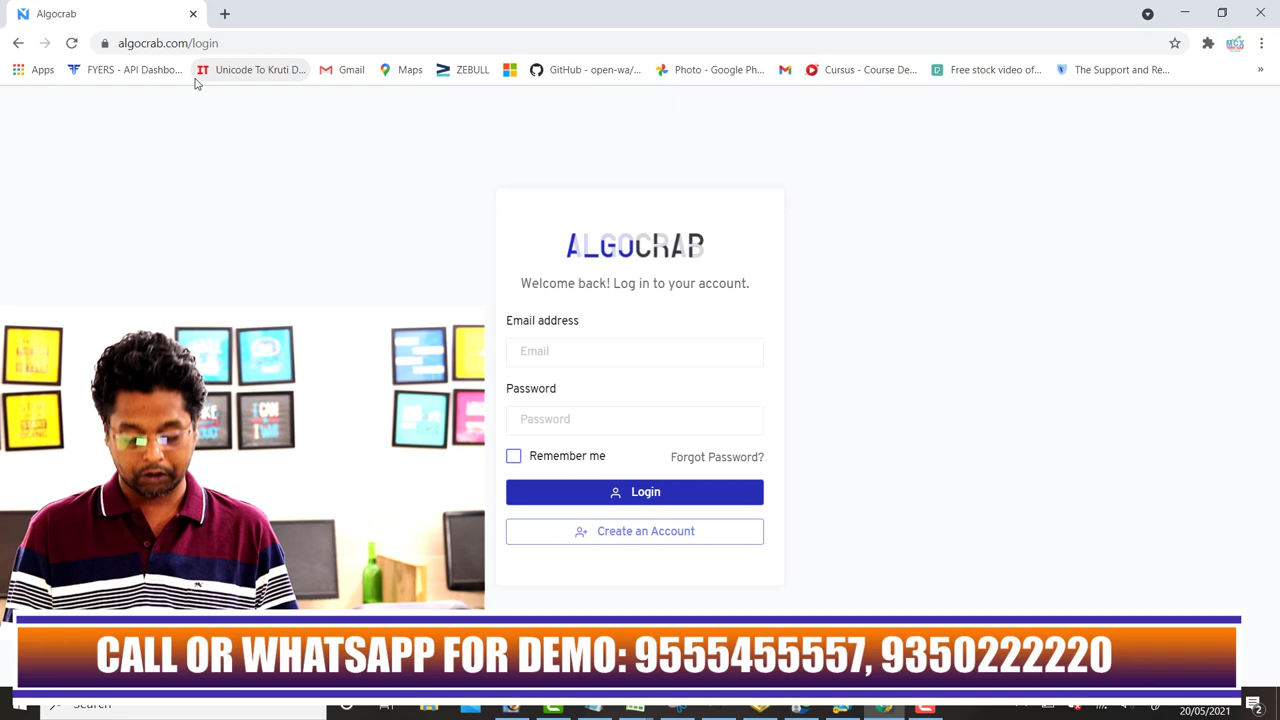 Algocrab
algocrab.com/login
Apps
FYERS - API Dashbo...
IT Unicode To Kruti D...
Gmail
Maps
ZEBULL
GitHub - open-wa/...
Photo - Google Ph...
Cursus - Course De...
Free stock video of...
The Support and Re...
»
ALGOCRAB
Welcome back! Log in to your account.
Email address
Email
Password
Password
Remember me
Forgot Password?
Login
Create an Account
CALL OR WHATSAPP FOR DEMO: 9555455557, 9350222220
Search
20/05/2021
2